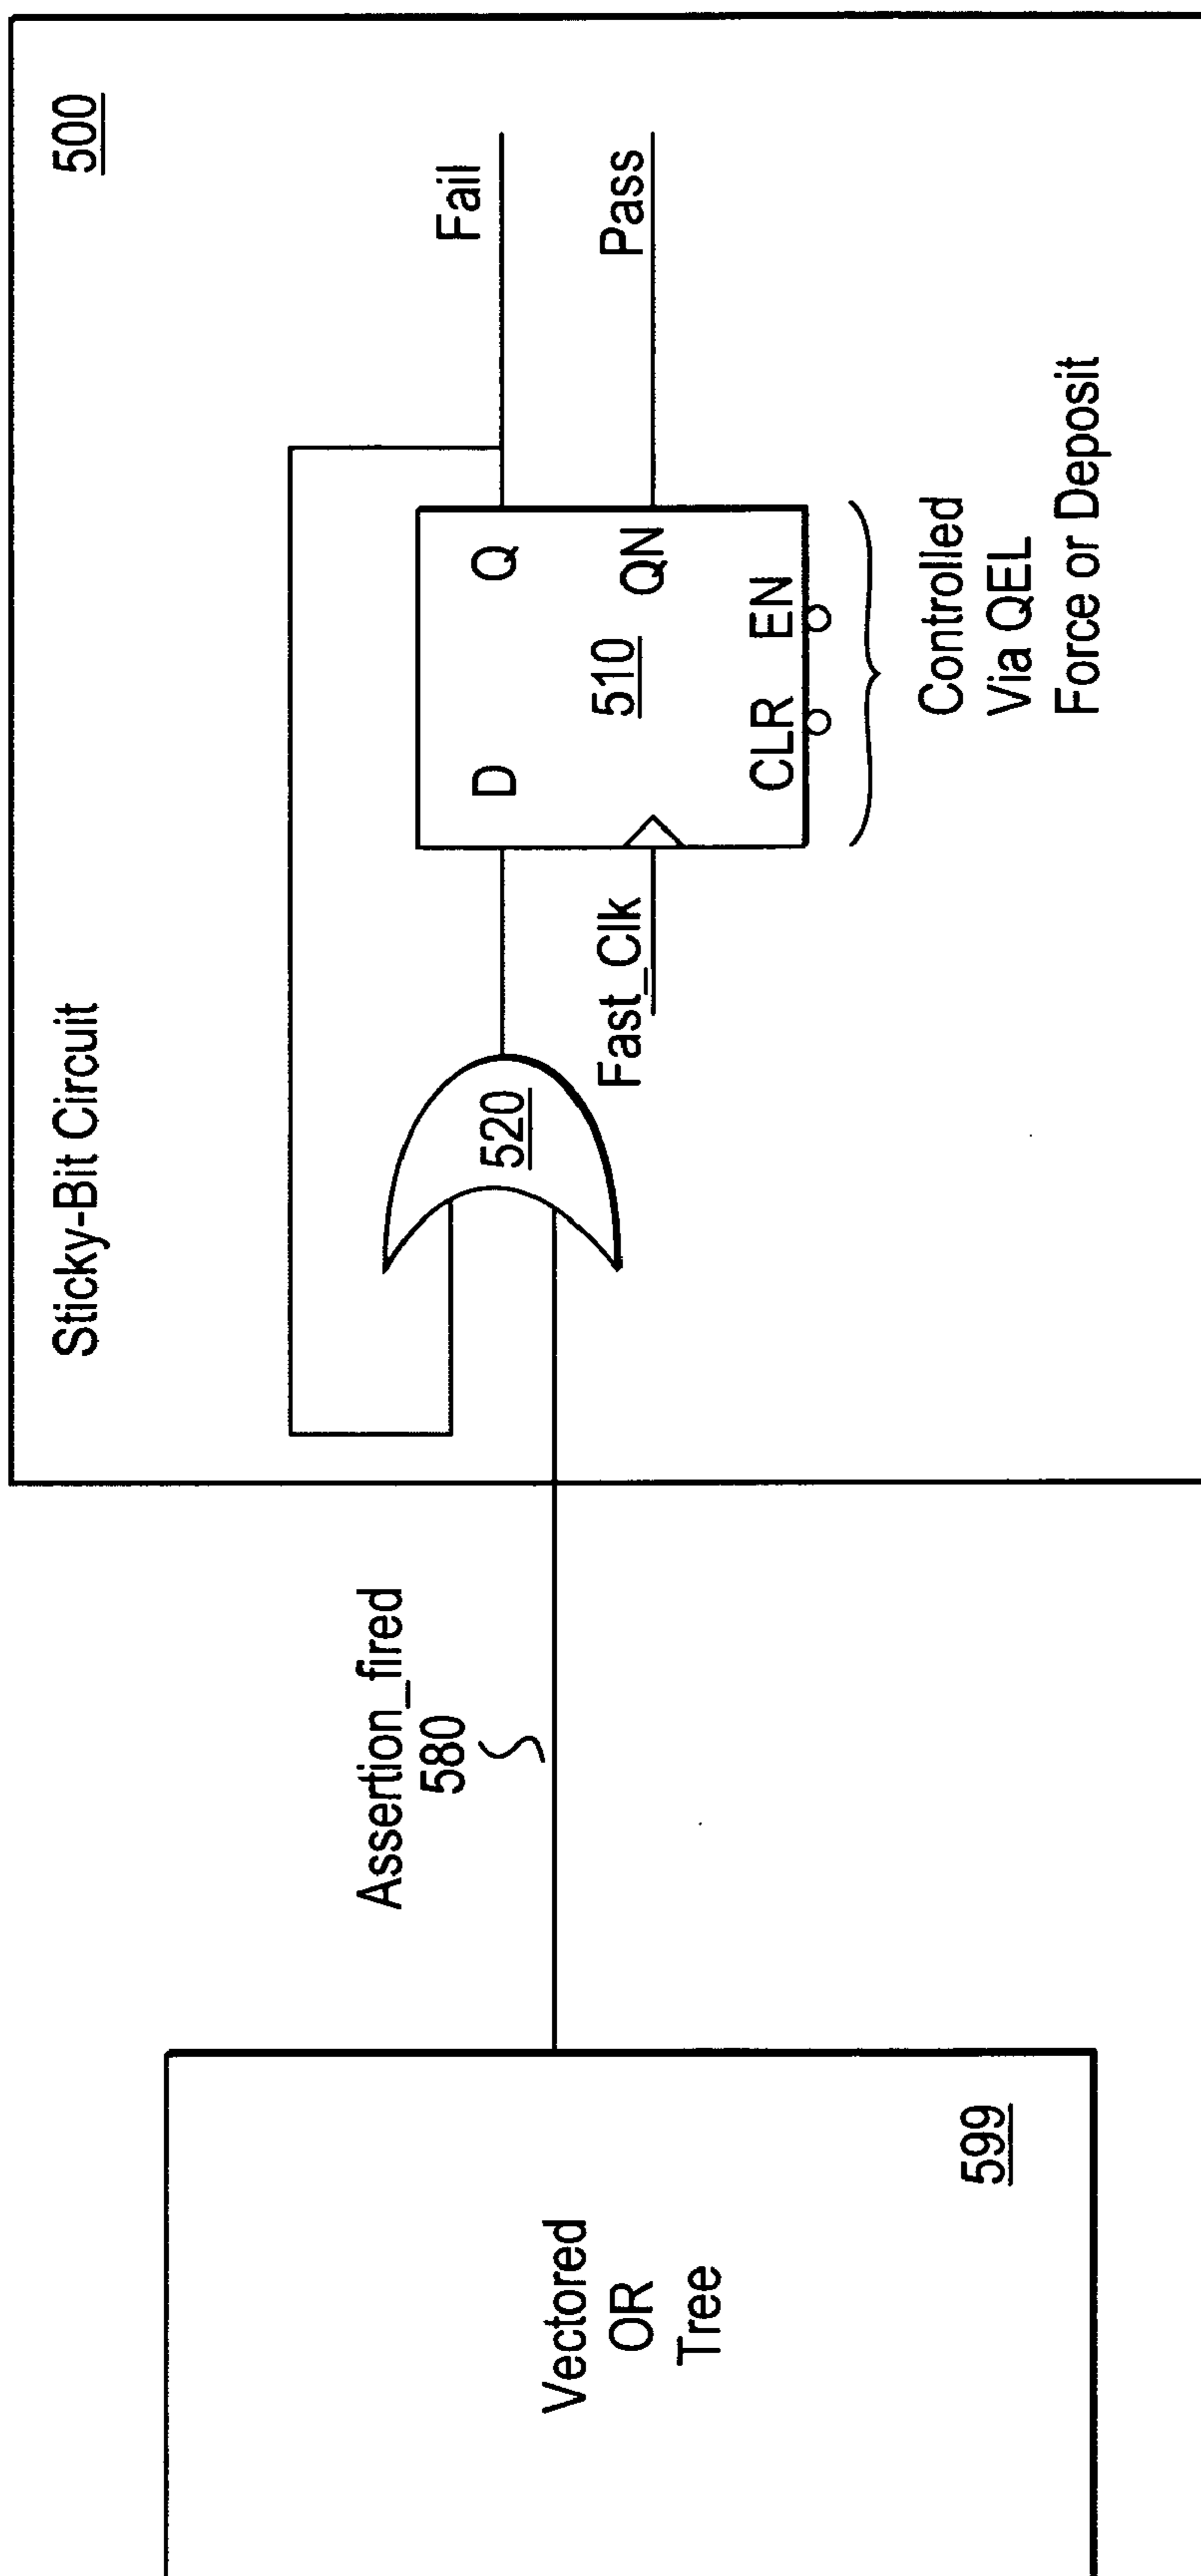 Vectored
OR
Tree
599
Assertion_fired
580
Sticky-Bit Circuit
500
520
Fast_Clk
D
Q
510
QN
CLR
EN
Fail
Pass
Controlled
Via QEL
Force or Deposit